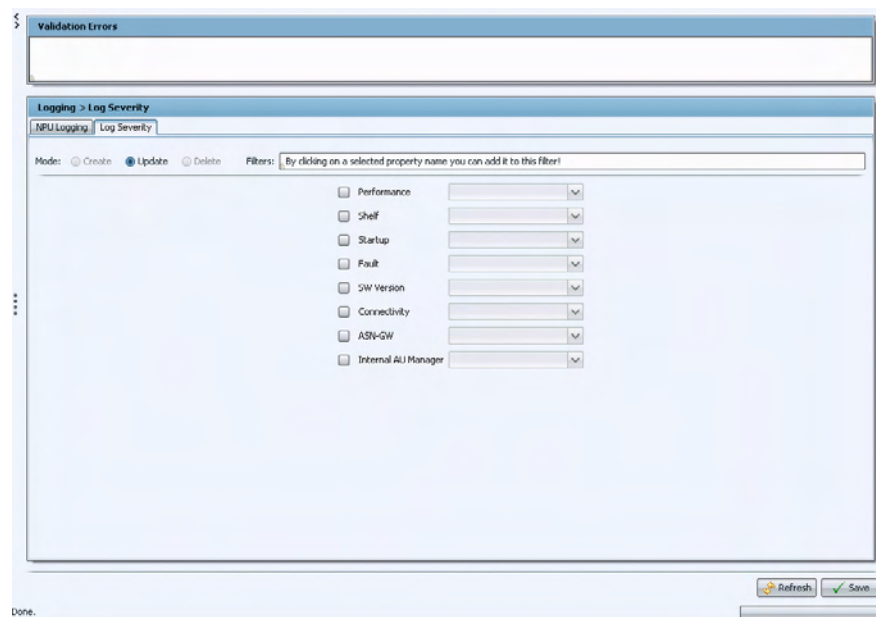 Validation Errors
Logging > Log Severity
NPU Logging Log Severity
Mode: Create Update Delete Filters: By clicking on a selected property name you can add it to this filter!
Performance
Shelf
Startup
Fault
SW Version
Connectivity
ASN-GW
Internal AU Manager
Refresh Save
Done.